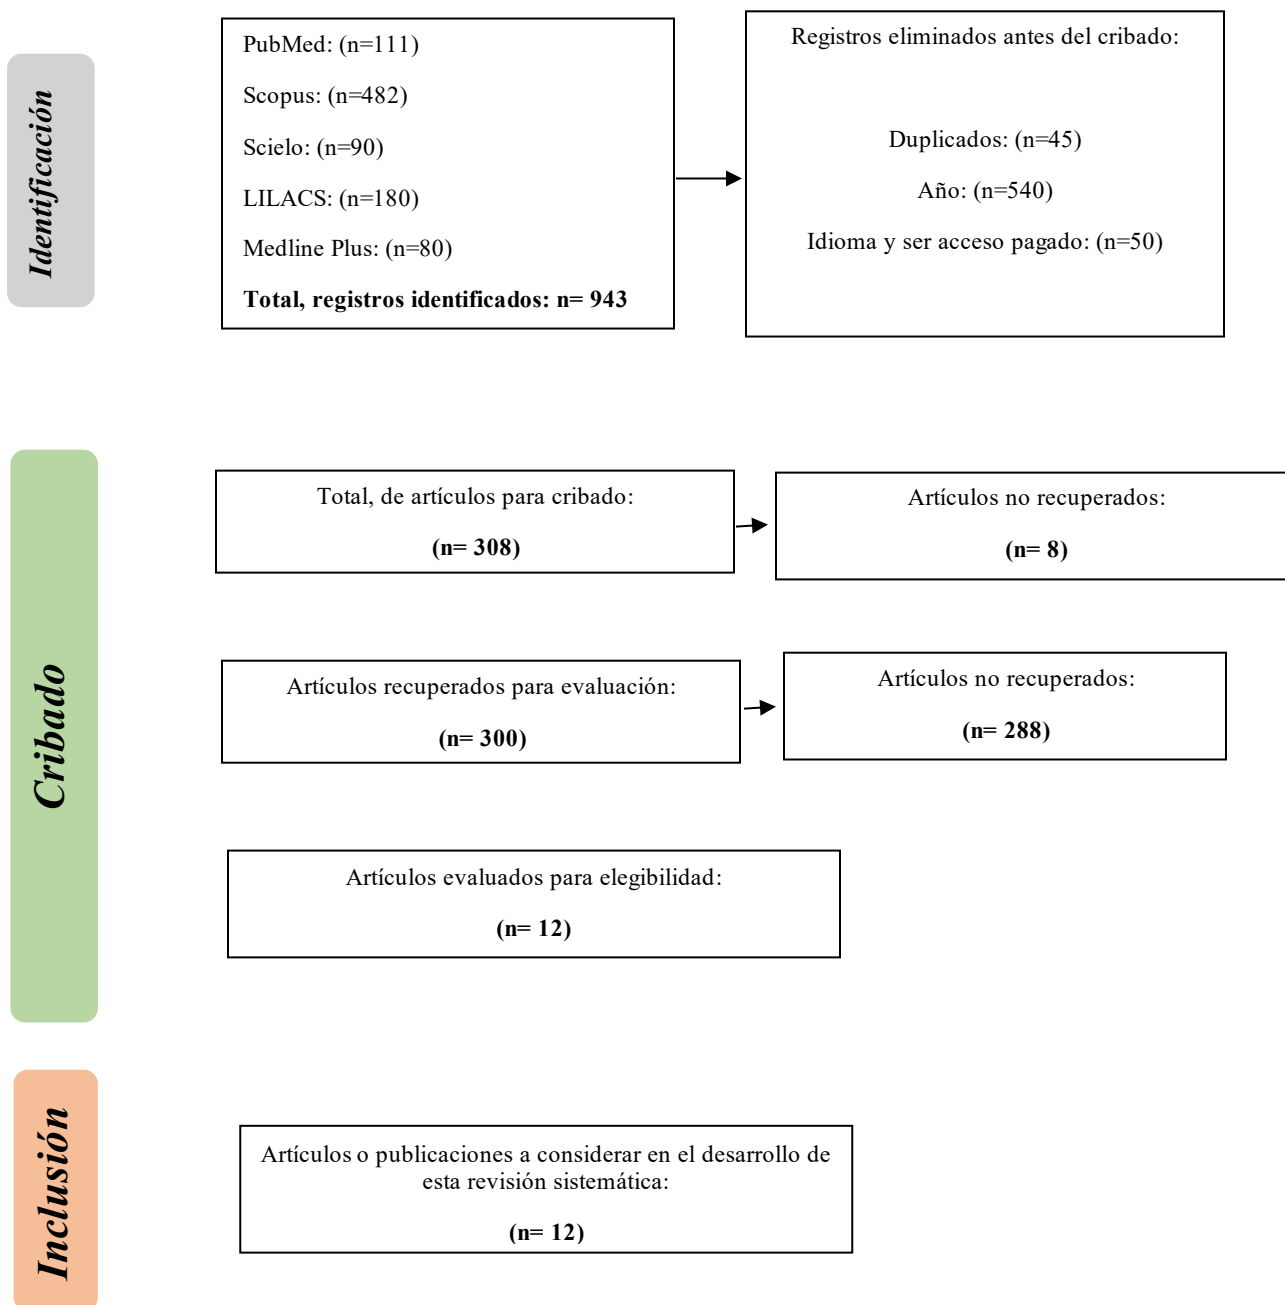 Identificación
PubMed: (n=111)
Scopus: (n=482)
Scielo: (n=90)
LILACS: (n=180)
Medline Plus: (n=80)
Total, registros identificados: n= 943
Registros eliminados antes del cribado:
Duplicados: (n=45)
Año: (n=540)
Idioma y ser acceso pagado: (n=50)
Cribado
Total, de artículos para cribado:
(n= 308)
Artículos no recuperados:
(n= 8)
Artículos recuperados para evaluación:
(n= 300)
Artículos no recuperados:
(n= 288)
Artículos evaluados para elegibilidad:
(n= 12)
Inclusión
Artículos o publicaciones a considerar en el desarrollo de
esta revisión sistemática:
(n= 12)